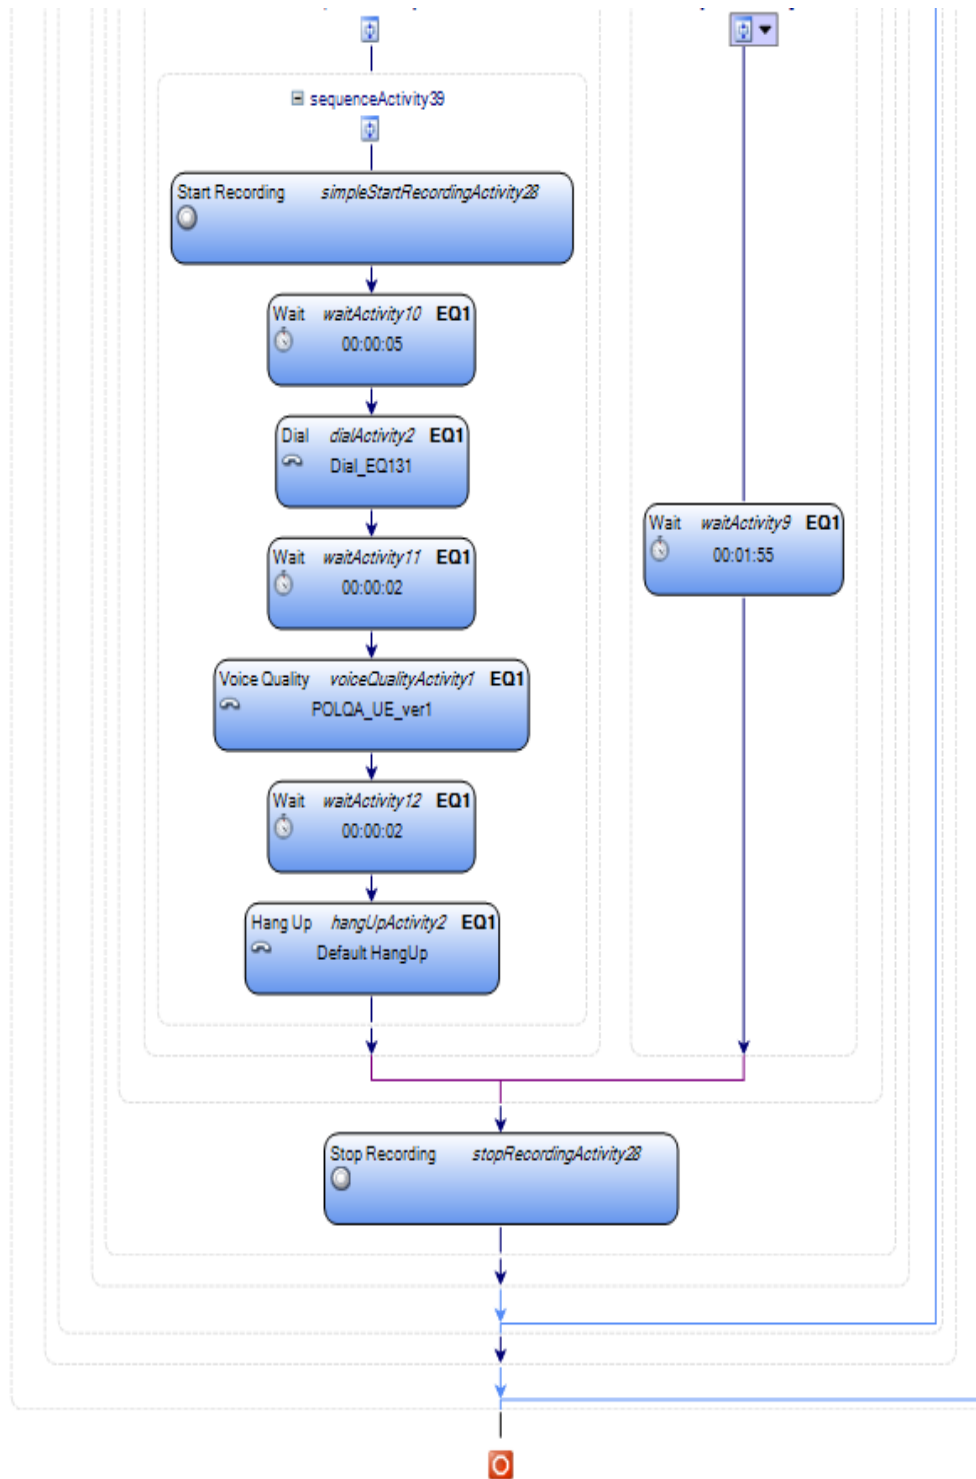 sequenceActivity39
Start Recording simpleStartRecordingActivity28
Wait waitActivity10 EQ1
00:00:05
Dial dialActivity2 EQ1
Dial_EQ131
Wait waitActivity11 EQ1
00:00:02
Voice Quality voiceQualityActivity1 EQ1
POLQA_UE_ver1
Wait waitActivity12 EQ1
00:00:02
Hang Up hangUpActivity2 EQ1
Default HangUp
Wait waitActivity9 EQ1
00:01:55
Stop Recording stopRecordingActivity28